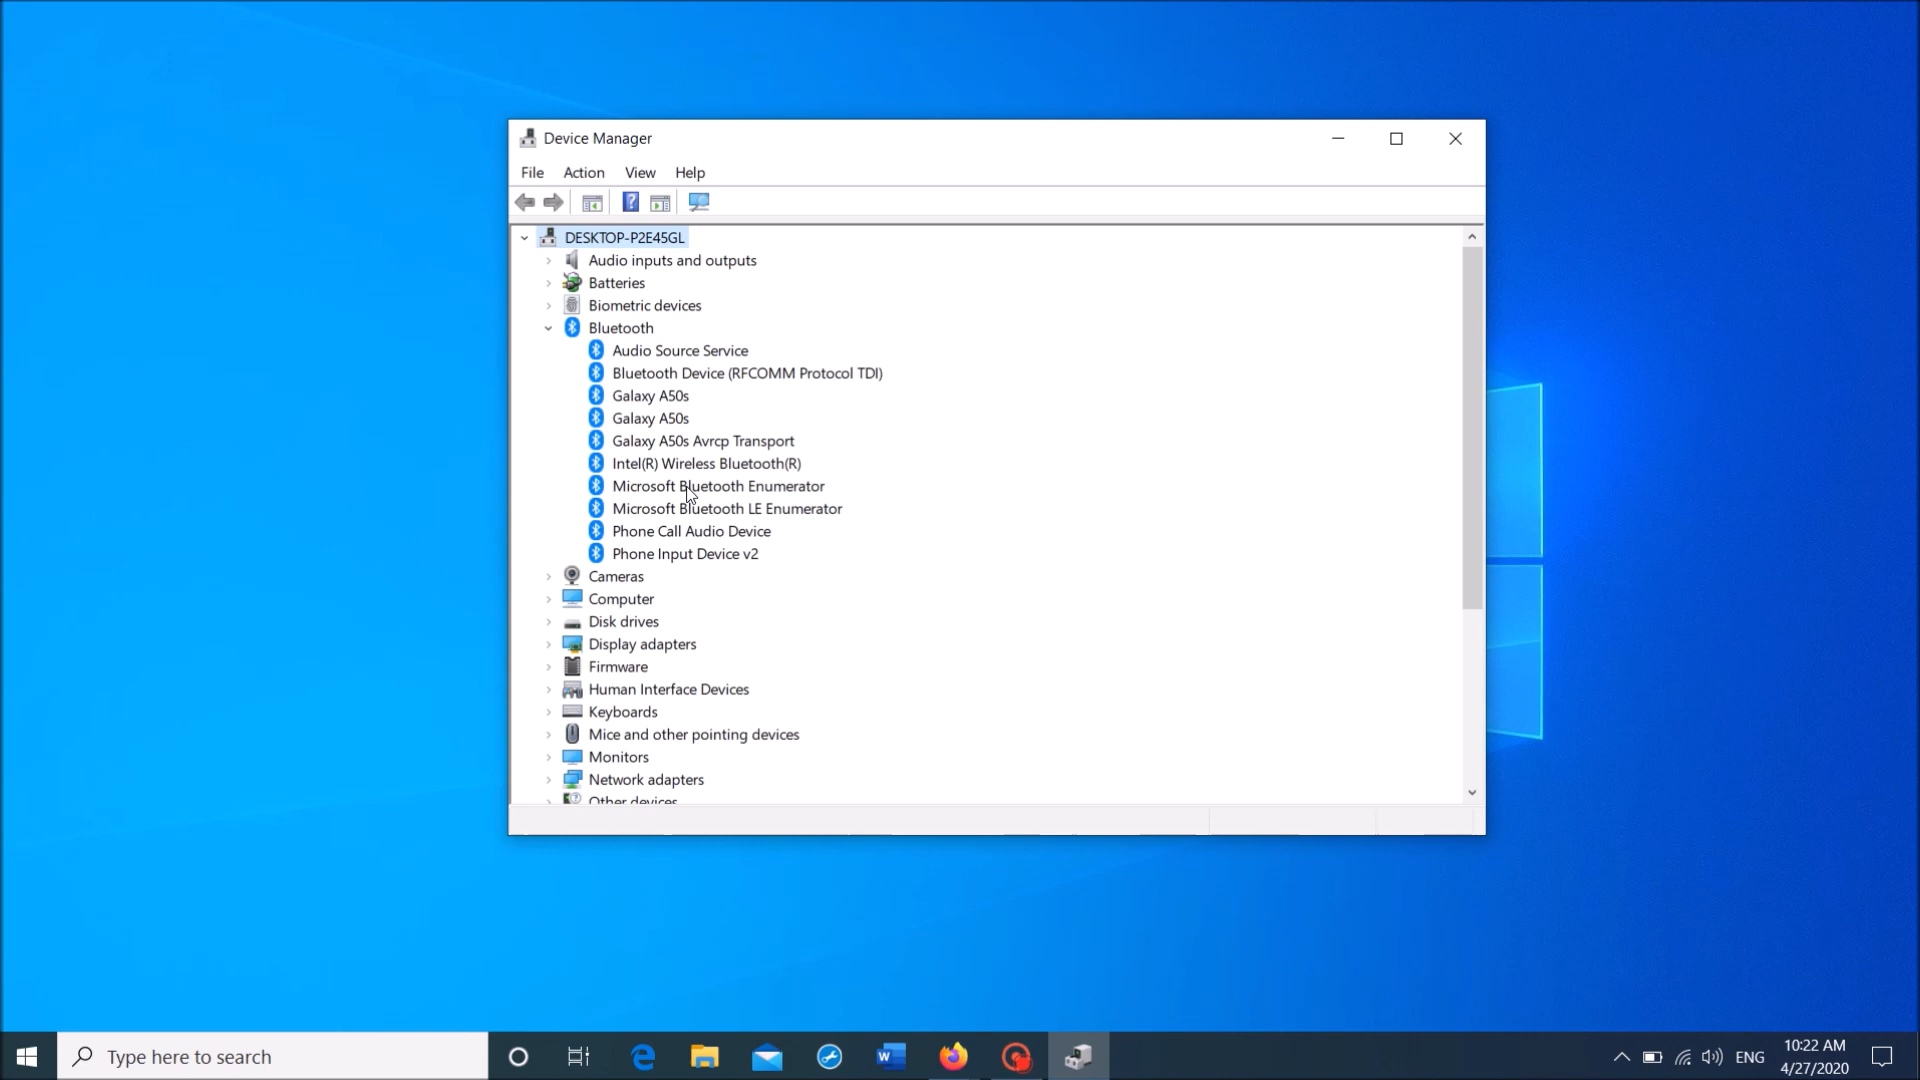 Device Manager
File Action View Help
DESKTOP-P2E45GL
Audio inputs and outputs
Batteries
Biometric devices
Bluetooth
Audio Source Service
Bluetooth Device (RFCOMM Protocol TDI)
Galaxy A50s
Galaxy A50s
Galaxy A50s Avrcp Transport
Intel(R) Wireless Bluetooth(R)
Microsoft Bluetooth Enumerator
Microsoft Bluetooth LE Enumerator
Phone Call Audio Device
Phone Input Device v2
Cameras
Computer
Disk drives
Display adapters
Firmware
Human Interface Devices
Keyboards
Mice and other pointing devices
Monitors
Network adapters
Other devices
Type here to search
ENG
10:22 AM
4/27/2020